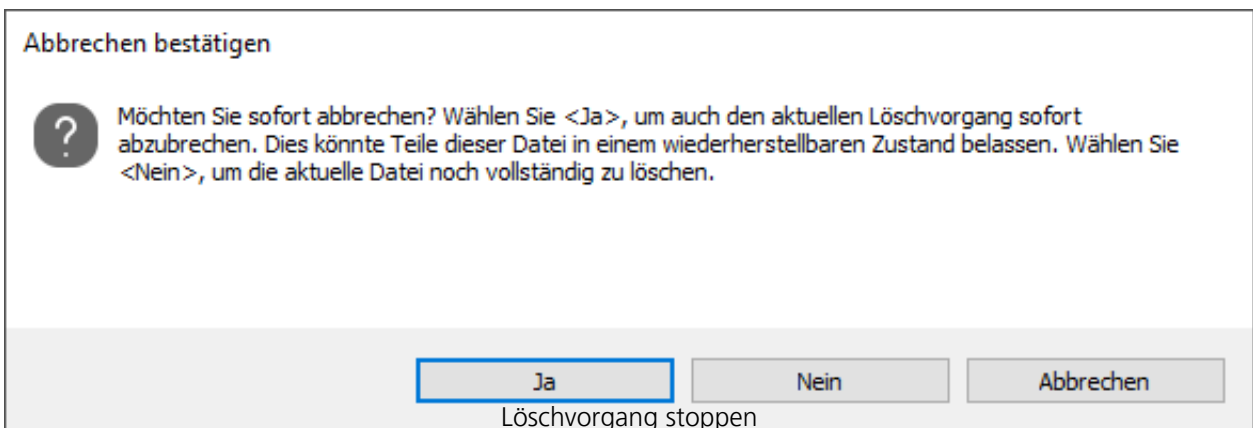 Abbrechen bestätigen
?
Möchten Sie sofort abbrechen? Wählen Sie <Ja>, um auch den aktuellen Löschvorgang sofort
abzubrechen. Dies könnte Teile dieser Datei in einem wiederherstellbaren Zustand belassen. Wählen Sie
<Nein>, um die aktuelle Datei noch vollständig zu löschen.
Ja Nein Abbrechen
Löschvorgang stoppen